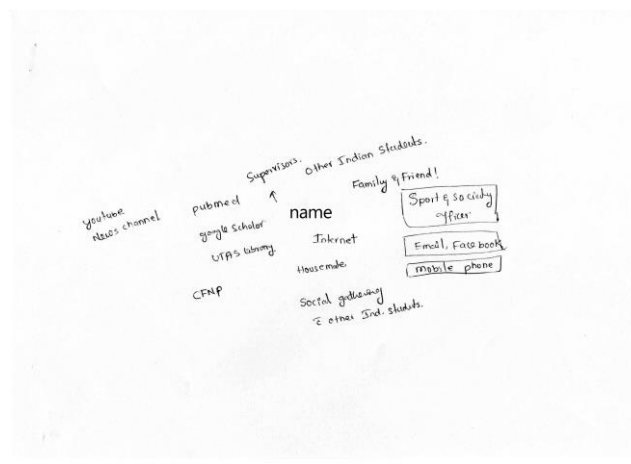 Supervisors.
Other Indian Students.
Family & Friend!
youtube
News channel
pubmed
google Scholar
UTAS library.
name
Sport & society
officer
Internet
Email, Facebook
Housemate.
mobile phone
CFNP
Social gathering
c̄ other Ind. students.